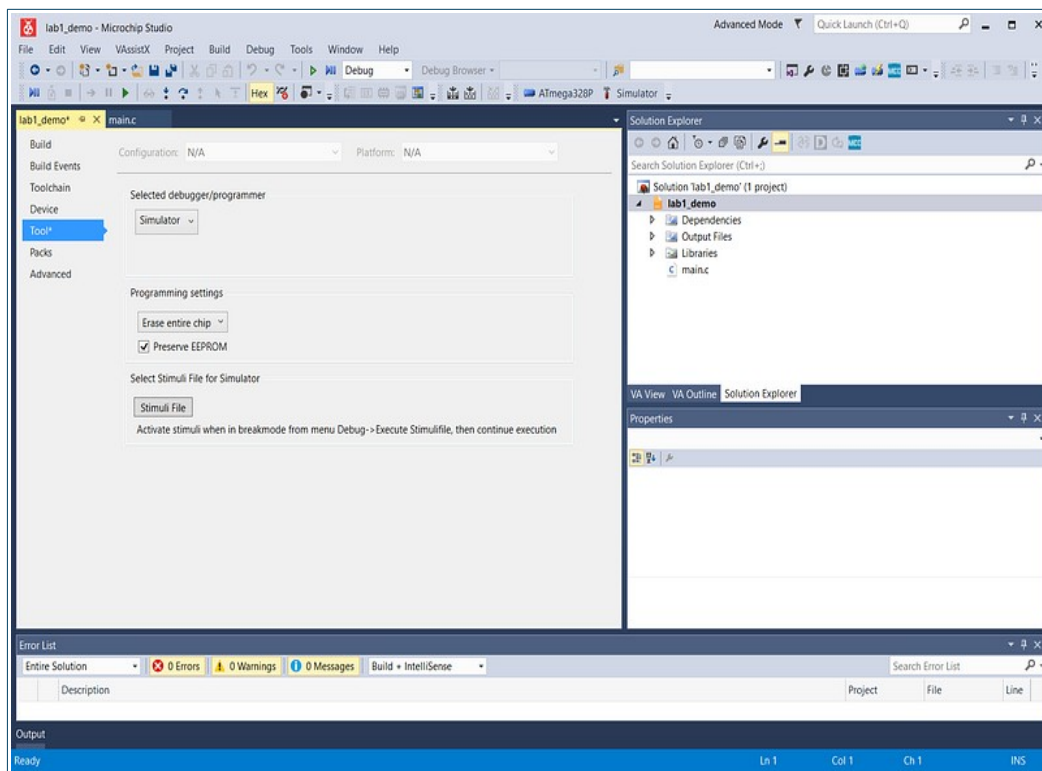 lab1_demo - Microchip Studio
Advanced Mode
Quick Launch (Ctrl+Q)
File Edit View VAssistX Project Build Debug Tools Window Help
Debug
Debug Browser
Hex
ATmega328P
Simulator
lab1_demo*
main.c
Build
Build Events
Toolchain
Device
Tool*
Packs
Advanced
Configuration: N/A
Platform: N/A
Selected debugger/programmer
Simulator
Programming settings
Erase entire chip
Preserve EEPROM
Select Stimuli File for Simulator
Stimuli File
Activate stimuli when in breakmode from menu Debug->Execute Stimulifile, then continue execution
Solution Explorer
Search Solution Explorer (Ctrl+;)
Solution 'lab1_demo' (1 project)
lab1_demo
Dependencies
Output Files
Libraries
main.c
VA View VA Outline Solution Explorer
Properties
Error List
Entire Solution
0 Errors
0 Warnings
0 Messages
Build + IntelliSense
Search Error List
Description
Project
File
Line
Output
Ready
Ln 1
Col 1
Ch 1
INS